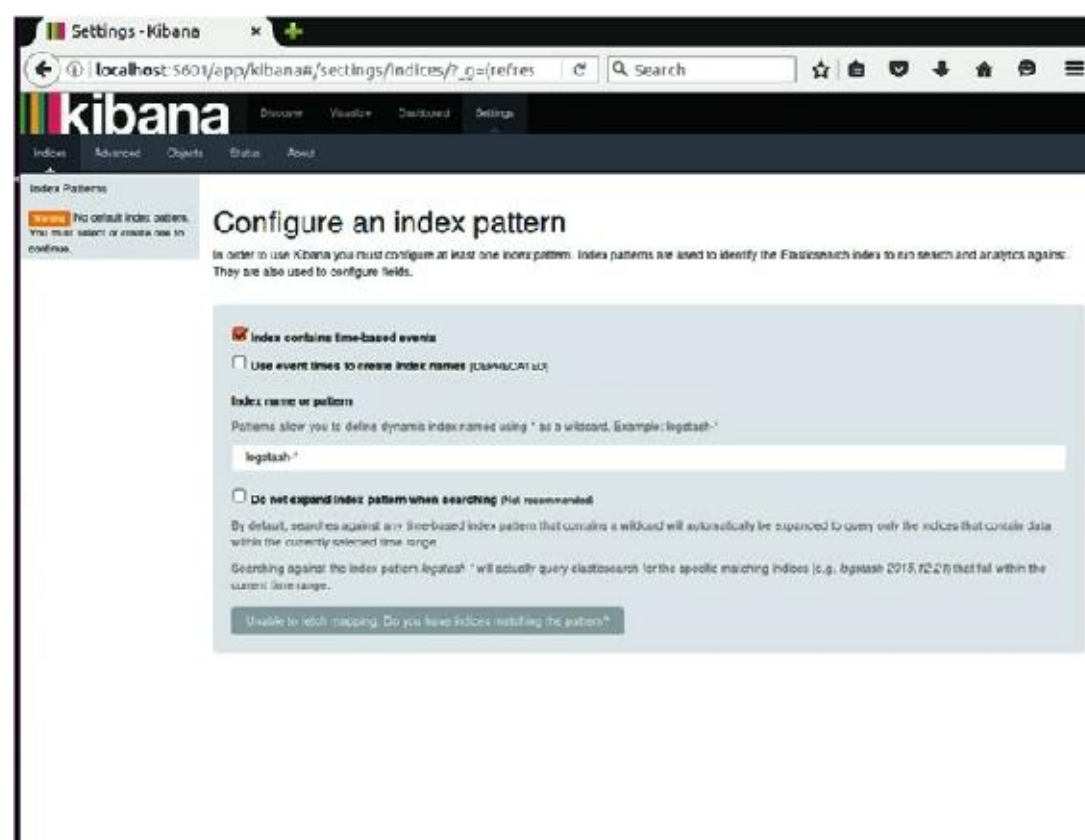 Settings - Kibana
localhost:5601/app/kibana#/settings/indices/?_g=(refres
Search
kibana
Discover Visualize Dashboard Settings
Indices Advanced Objects Status About
Index Patterns
Warning No default index pattern.
You must select or create one to
continue.
Configure an index pattern
In order to use Kibana you must configure at least one index pattern. Index patterns are used to identify the Elasticsearch index to run search and analytics against.
They are also used to configure fields.
Index contains time-based events
Use event times to create index names [DEPRECATED]
Index name or pattern
Patterns allow you to define dynamic index names using * as a wildcard. Example: logstash-*
logstash-*
Do not expand index pattern when searching (Not recommended)
By default, searches against any time-based index pattern that contains a wildcard will automatically be expanded to query only the indices that contain data
within the currently selected time range.
Searching against the index pattern logstash-* will actually query elasticsearch for the specific matching indices (e.g. logstash-2015.12.21) that fall within the
current time range.
Unable to fetch mapping. Do you have indices matching the pattern?